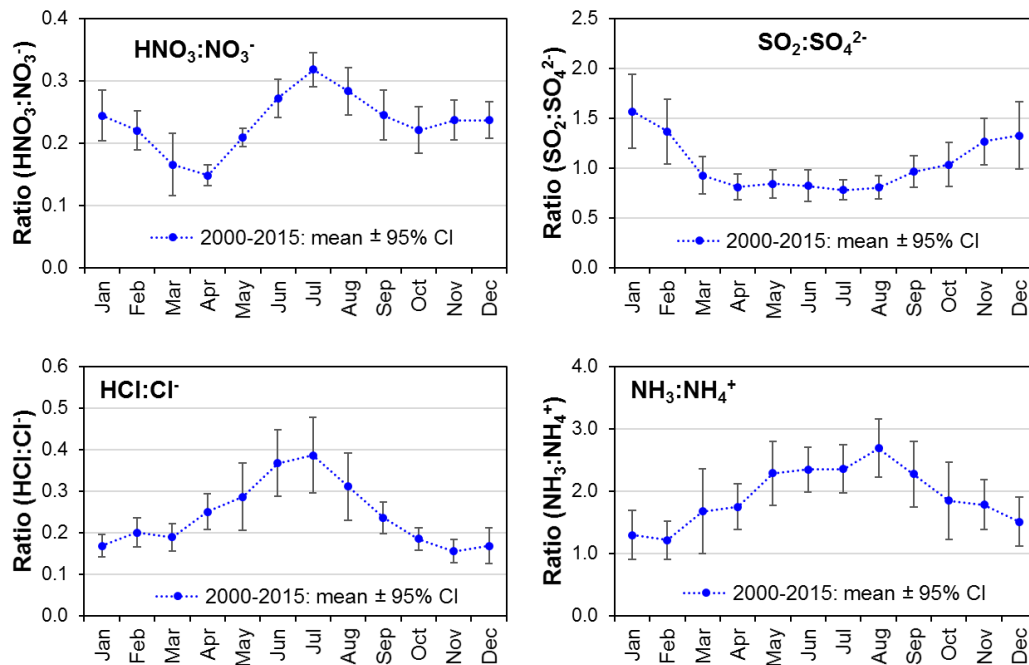 HNO₃:NO₃⁻
Ratio (HNO₃:NO₃⁻)
0.4
0.3
0.2
0.1
0.0
2000-2015: mean ± 95% CI
Jan Feb Mar Apr May Jun Jul Aug Sep Oct Nov Dec
SO₂:SO₄²⁻
Ratio (SO₂:SO₄²⁻)
2.5
2.0
1.5
1.0
0.5
0.0
2000-2015: mean ± 95% CI
Jan Feb Mar Apr May Jun Jul Aug Sep Oct Nov Dec
HCl:Cl⁻
Ratio (HCl:Cl⁻)
0.6
0.5
0.4
0.3
0.2
0.1
0.0
2000-2015: mean ± 95% CI
Jan Feb Mar Apr May Jun Jul Aug Sep Oct Nov Dec
NH₃:NH₄⁺
Ratio (NH₃:NH₄⁺)
4.0
3.0
2.0
1.0
0.0
2000-2015: mean ± 95% CI
Jan Feb Mar Apr May Jun Jul Aug Sep Oct Nov Dec